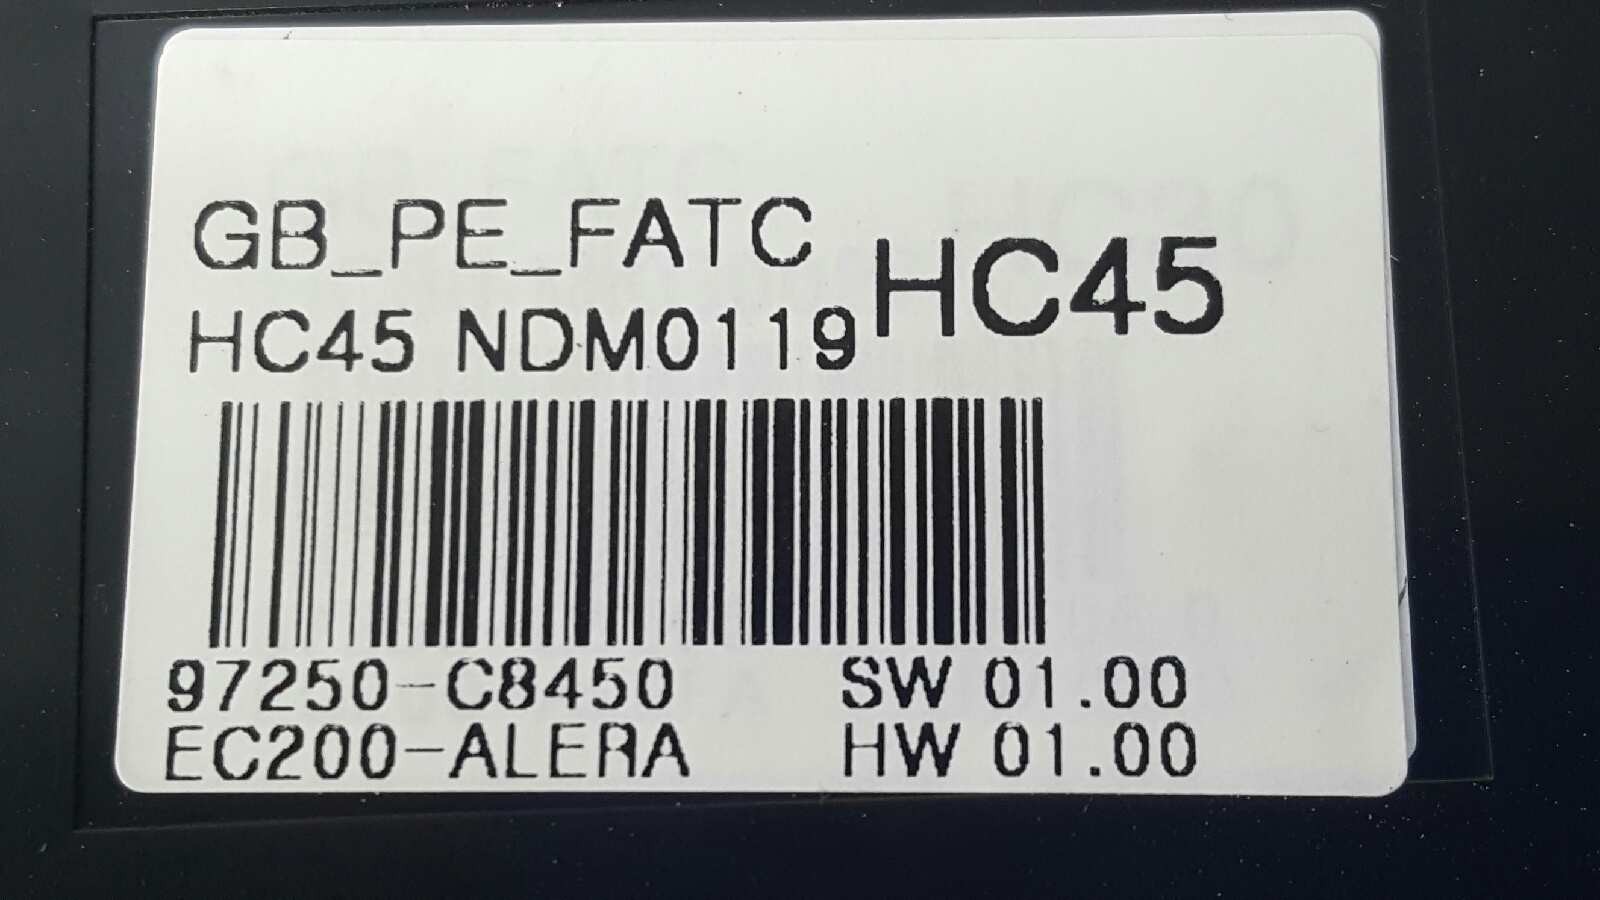 GB_PE_FATC
HC45
HC45 NDM0119
97250-C8450
SW 01.00
EC200-ALERA
HW 01.00